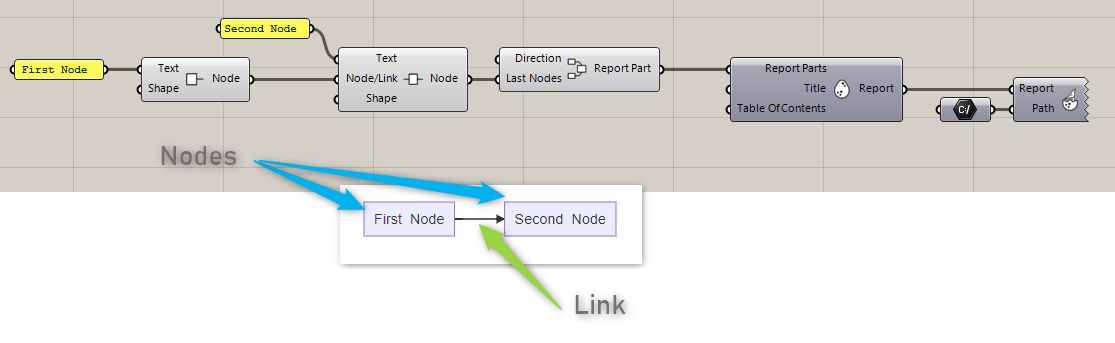 Second Node
First Node
Text
Shape
Node
Text
Node/Link
Shape
Node
Direction
Last Nodes
Report Part
Report Parts
Title
Table Of Contents
Report
C:/
Report
Path
Nodes
First Node
Second Node
Link